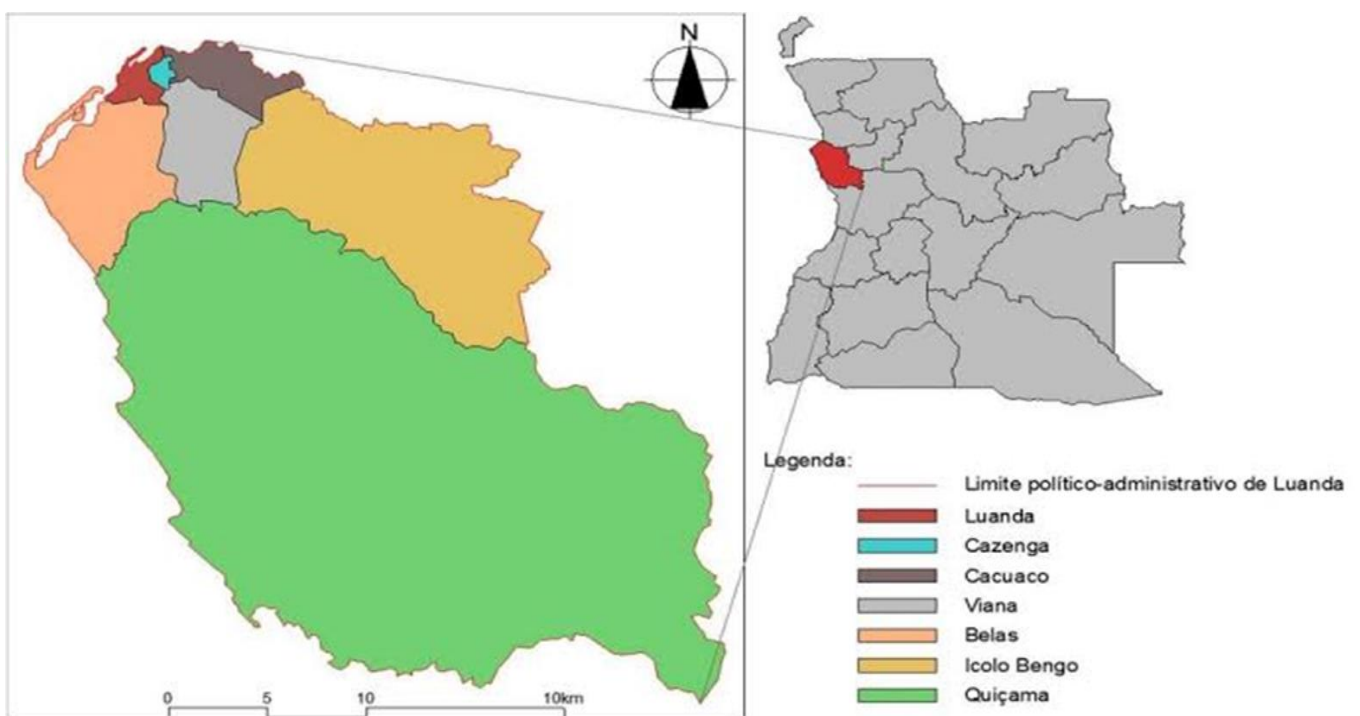 N
Legenda:
Limite político-administrativo de Luanda
Luanda
Cazenga
Cacuaco
Viana
Belas
Icolo Bengo
Quiçama
0 5 10 10km